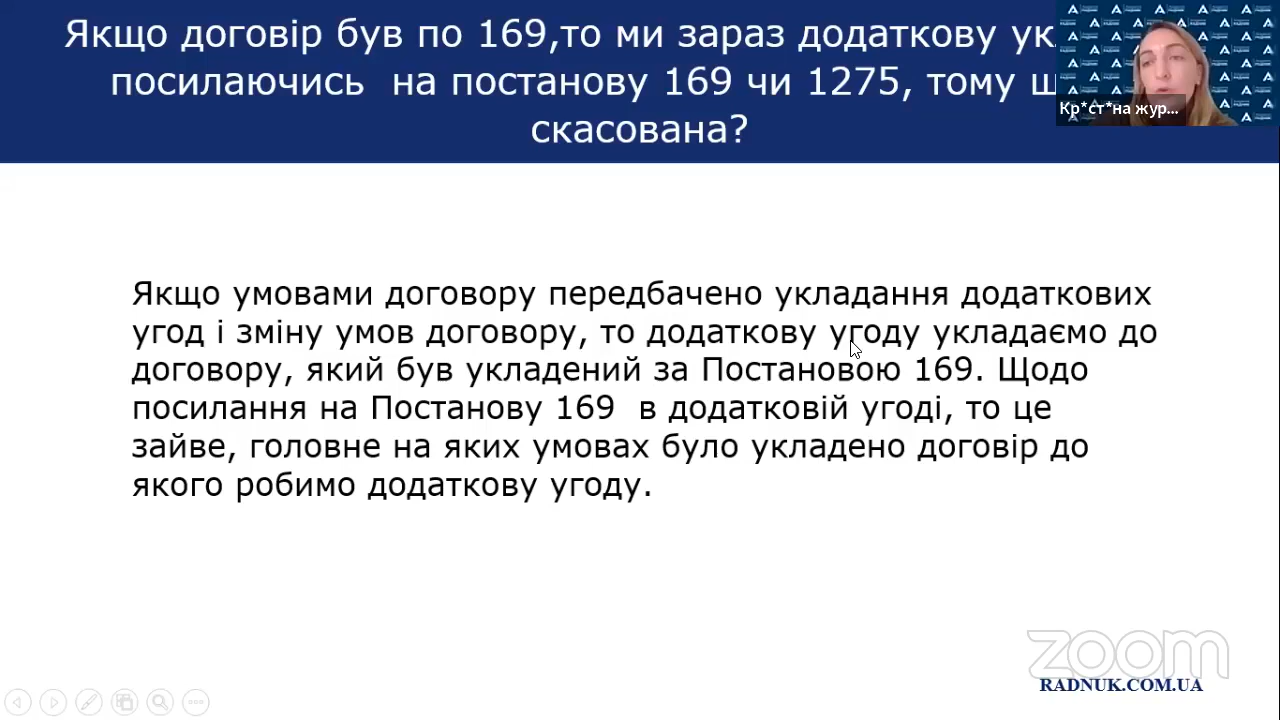 Якщо договір був по 169,то ми зараз додаткову
посилаючись на постанову 169 чи 1275, тому
скасована?
Кр*ст*на жур...
Якщо умовами договору передбачено укладання додаткових
угод і зміну умов договору, то додаткову угоду укладаємо до
договору, який був укладений за Постановою 169. Щодо
посилання на Постанову 169 в додатковій угоді, то це
зайве, головне на яких умовах було укладено договір до
якого робимо додаткову угоду.
zoom
RADNUK.COM.UA